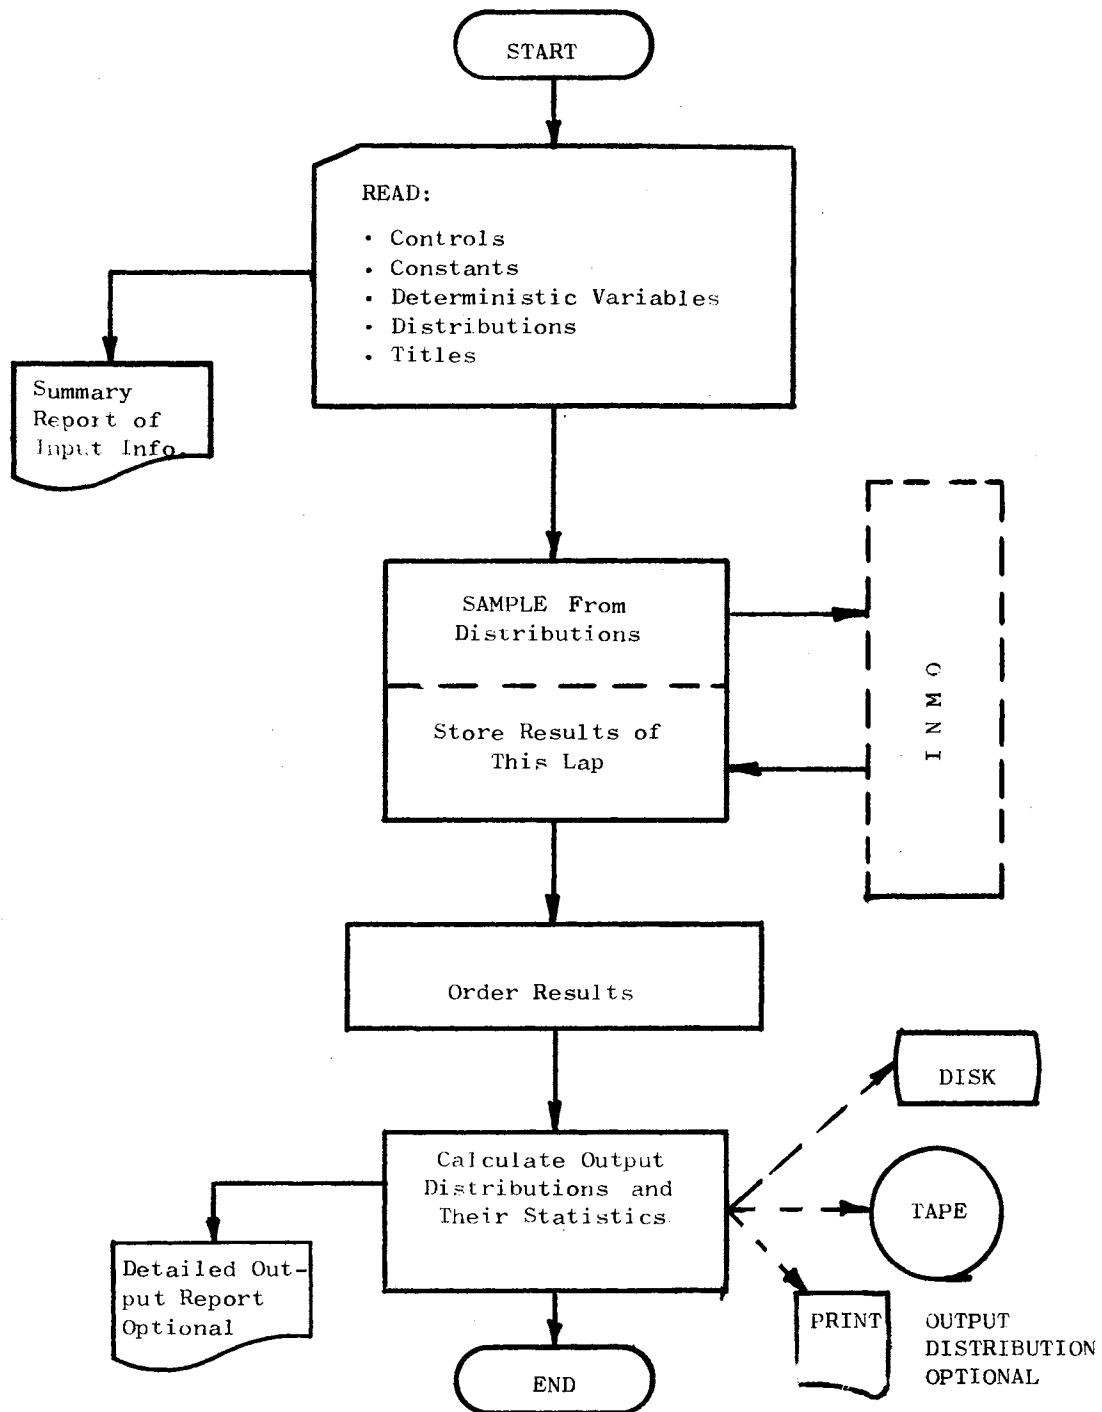 START
READ:
• Controls
• Constants
• Deterministic Variables
• Distributions
• Titles
Summary
Report of
Input Info.
SAMPLE From
Distributions
Store Results of
This Lap
OMNI
Order Results
Calculate Output
Distributions and
Their Statistics
DISK
TAPE
PRINT
OUTPUT
DISTRIBUTION
OPTIONAL
Detailed Out-
put Report
Optional
END